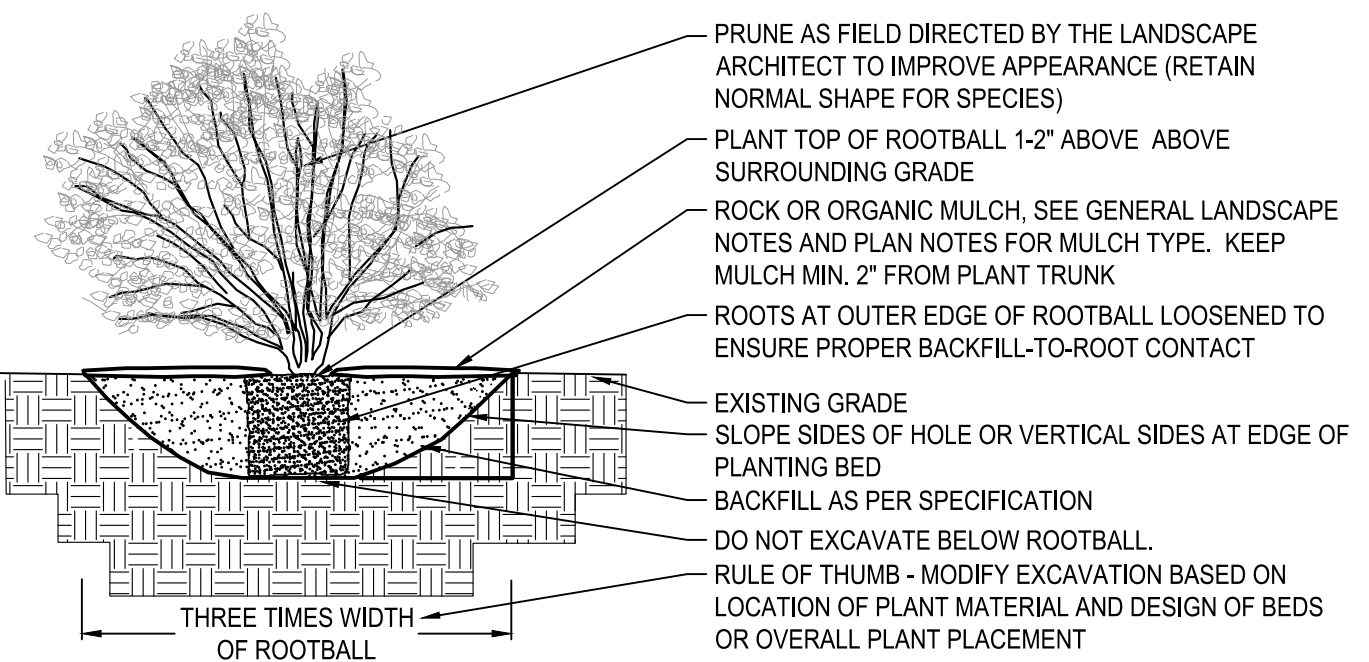 PRUNE AS FIELD DIRECTED BY THE LANDSCAPE
ARCHITECT TO IMPROVE APPEARANCE (RETAIN
NORMAL SHAPE FOR SPECIES)
PLANT TOP OF ROOTBALL 1-2" ABOVE ABOVE
SURROUNDING GRADE
ROCK OR ORGANIC MULCH, SEE GENERAL LANDSCAPE
NOTES AND PLAN NOTES FOR MULCH TYPE. KEEP
MULCH MIN. 2" FROM PLANT TRUNK
ROOTS AT OUTER EDGE OF ROOTBALL LOOSENED TO
ENSURE PROPER BACKFILL-TO-ROOT CONTACT
EXISTING GRADE
SLOPE SIDES OF HOLE OR VERTICAL SIDES AT EDGE OF
PLANTING BED
BACKFILL AS PER SPECIFICATION
DO NOT EXCAVATE BELOW ROOTBALL.
RULE OF THUMB - MODIFY EXCAVATION BASED ON
LOCATION OF PLANT MATERIAL AND DESIGN OF BEDS
OR OVERALL PLANT PLACEMENT
THREE TIMES WIDTH
OF ROOTBALL